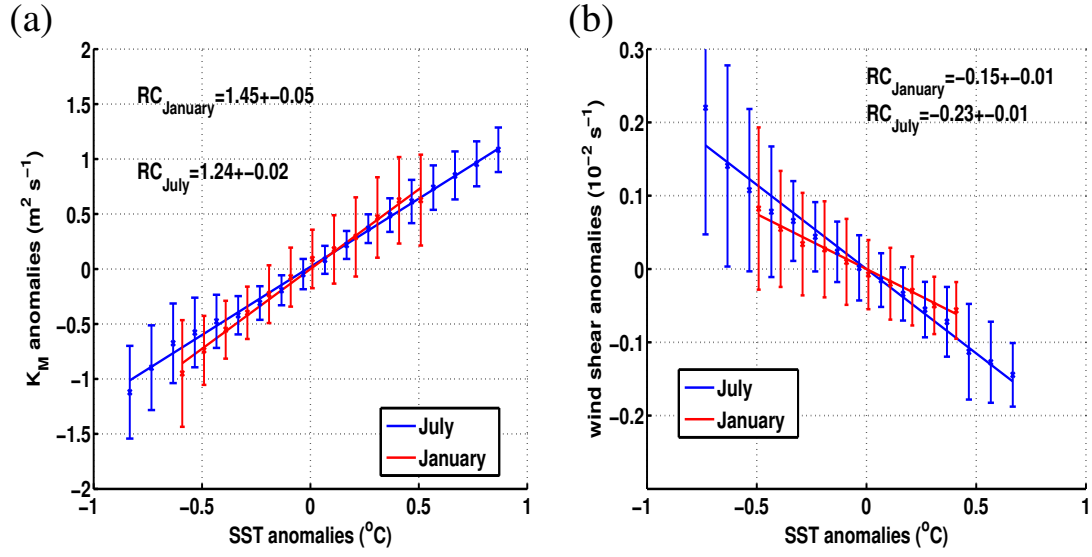 (a)
2
1.5
1
0.5
0
−0.5
−1
−1.5
−2
−1
−0.5
0
0.5
1
K_M anomalies (m² s⁻¹)
SST anomalies (°C)
RC_January=1.45+−0.05
RC_July=1.24+−0.02
July
January
(b)
0.3
0.2
0.1
0
−0.1
−0.2
−1
−0.5
0
0.5
1
wind shear anomalies (10⁻² s⁻¹)
SST anomalies (°C)
RC_January=−0.15+−0.01
RC_July=−0.23+−0.01
July
January